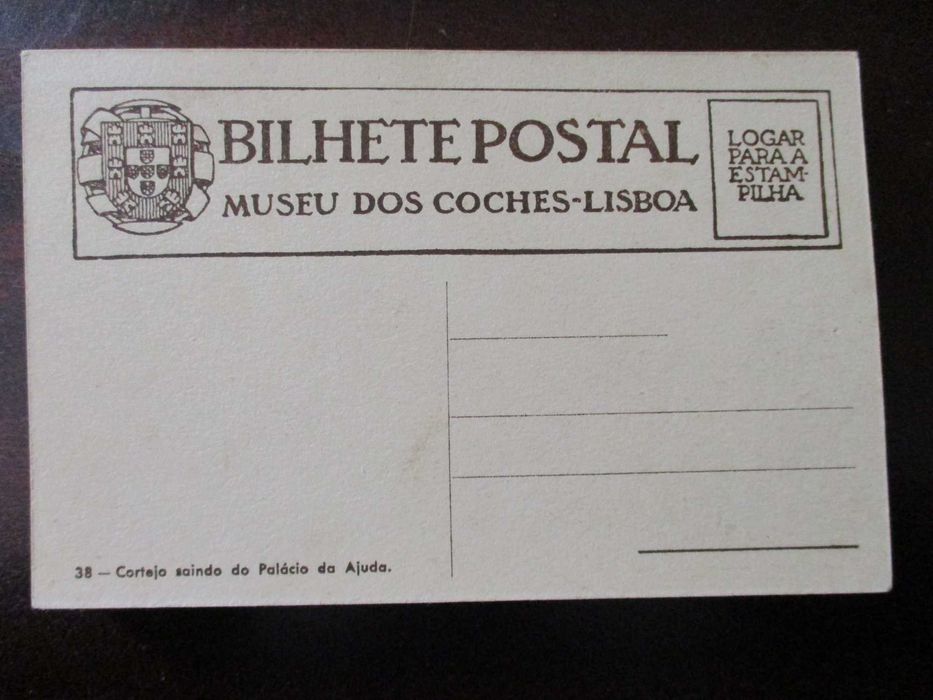 BILHETE POSTAL
MUSEU DOS COCHES-LISBOA
LOGAR
PARA A
ESTAM-
PILHA
38 — Cortejo saindo do Palácio da Ajuda.